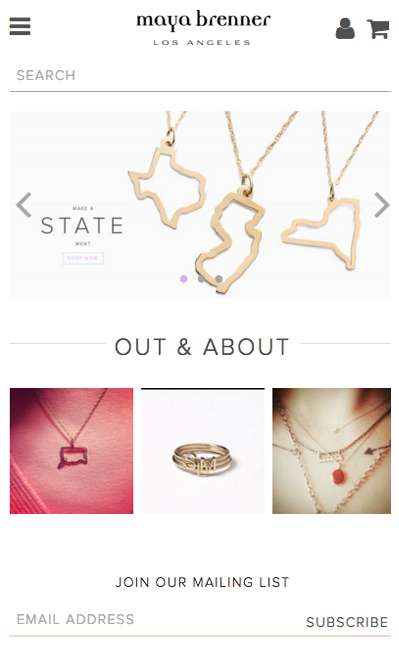 maya brenner
LOS ANGELES
SEARCH
MAKE A
STATE
MENT
SHOP NOW
OUT & ABOUT
JOIN OUR MAILING LIST
EMAIL ADDRESS
SUBSCRIBE